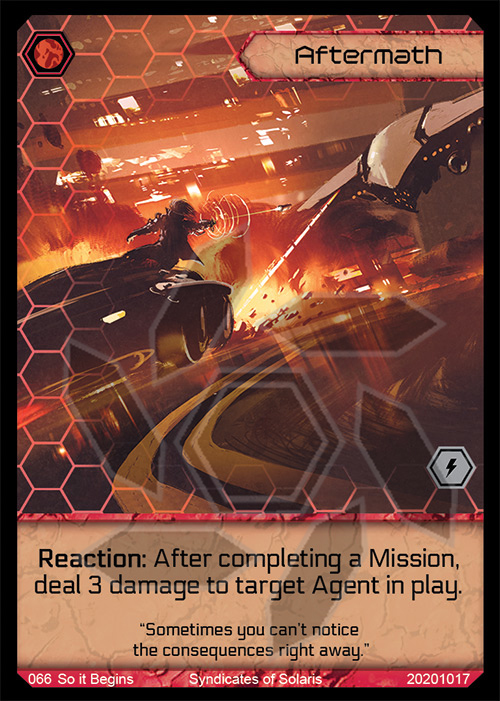 Aftermath
Reaction: After completing a Mission,
deal 3 damage to target Agent in play.
“Sometimes you can’t notice
the consequences right away.”
066 So it Begins Syndicates of Solaris 20201017